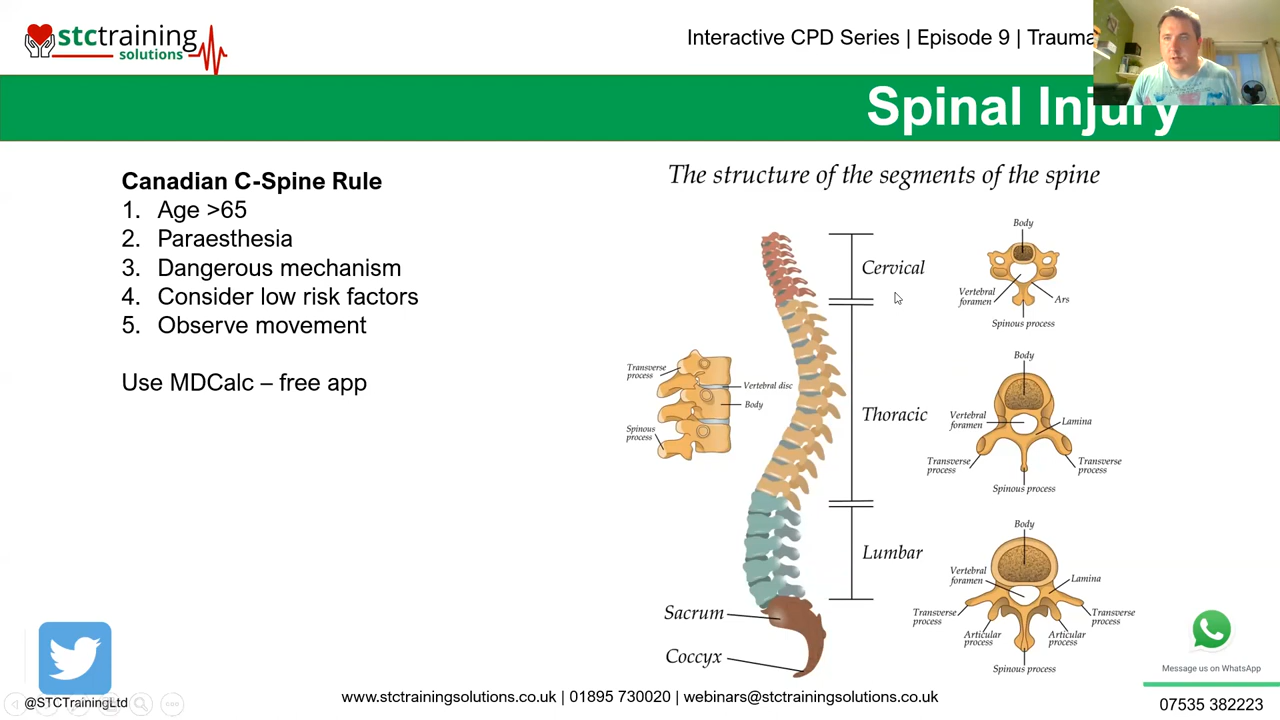 stctraining
solutions
Interactive CPD Series | Episode 9 | Trauma
Spinal Injury
Canadian C-Spine Rule
1. Age >65
2. Paraesthesia
3. Dangerous mechanism
4. Consider low risk factors
5. Observe movement
Use MDCalc – free app
The structure of the segments of the spine
Cervical
Thoracic
Lumbar
Sacrum
Coccyx
Transverse
process
Spinous
process
Vertebral disc
Body
Body
Vertebral
foramen
Ars
Spinous process
Body
Vertebral
foramen
Lamina
Transverse
process
Transverse
process
Spinous process
Body
Vertebral
foramen
Lamina
Transverse
process
Transverse
process
Articular
process
Articular
process
Spinous process
@STCTrainingLtd
www.stctrainingsolutions.co.uk | 01895 730020 | webinars@stctrainingsolutions.co.uk
Message us on WhatsApp
07535 382223